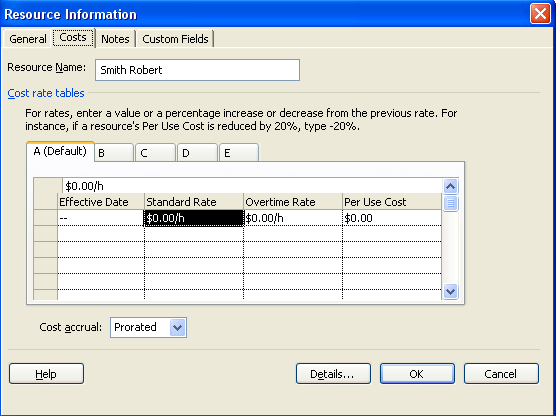 Resource Information
General Costs Notes Custom Fields
Resource Name: Smith Robert
Cost rate tables
For rates, enter a value or a percentage increase or decrease from the previous rate. For
instance, if a resource's Per Use Cost is reduced by 20%, type -20%.
A (Default) B C D E
$0.00/h
Effective Date Standard Rate Overtime Rate Per Use Cost
-- $0.00/h $0.00/h $0.00
Cost accrual: Prorated
Help Details... OK Cancel